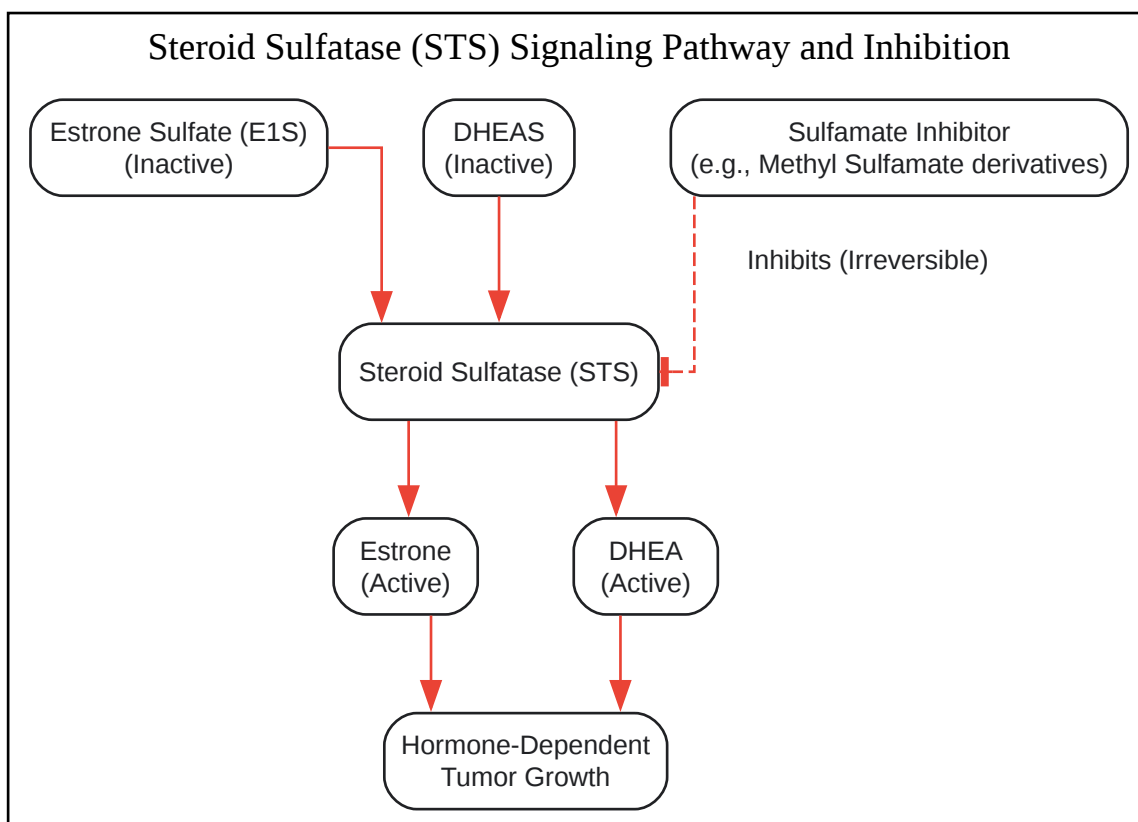 Steroid Sulfatase (STS) Signaling Pathway and Inhibition
Estrone Sulfate (E1S)
(Inactive)
DHEAS
(Inactive)
Sulfamate Inhibitor
(e.g., Methyl Sulfamate derivatives)
Inhibits (Irreversible)
Steroid Sulfatase (STS)
Estrone
(Active)
DHEA
(Active)
Hormone-Dependent
Tumor Growth